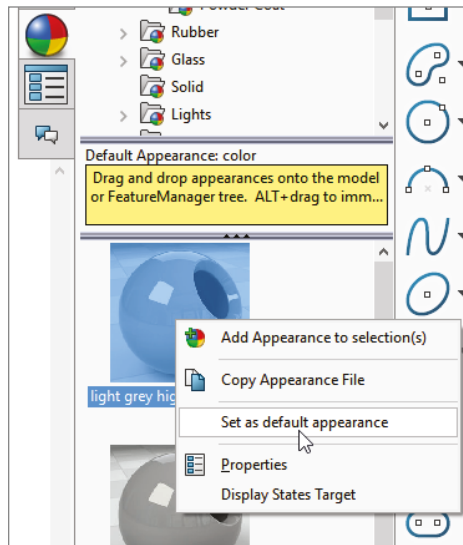 Powder Coat
Rubber
Glass
Solid
Lights
Default Appearance: color
Drag and drop appearances onto the model
or FeatureManager tree. ALT+drag to imm...
light grey hig
Add Appearance to selection(s)
Copy Appearance File
Set as default appearance
Properties
Display States Target